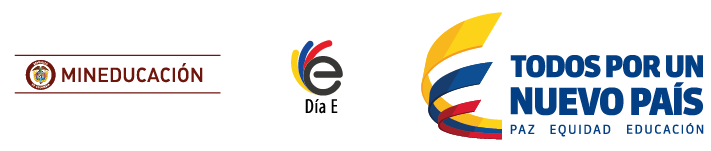 MINEDUCACIÓN
e
Día E
TODOS POR UN
NUEVO PAÍS
PAZ EQUIDAD EDUCACIÓN